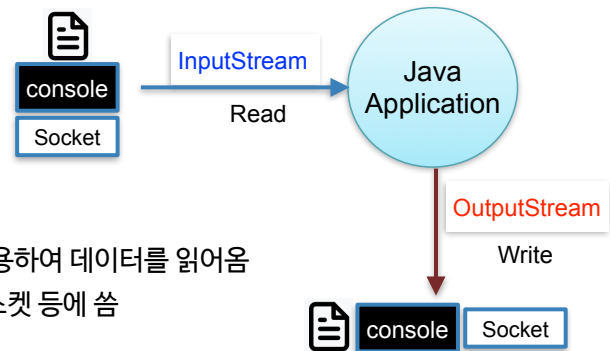 InputStream
console
Socket
Read
Java
Application
OutputStream
Write
용하여 데이터를 읽어옴
소켓 등에 씀
console
Socket